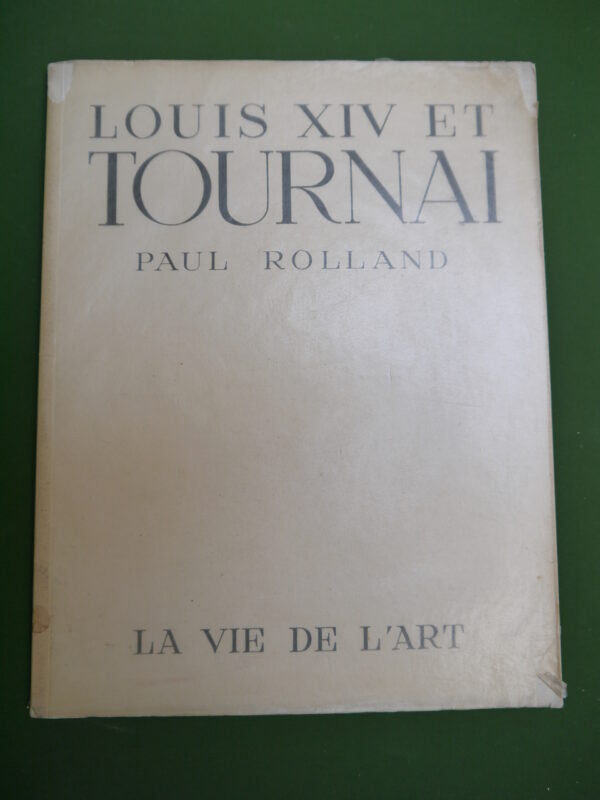 LOUIS XIV ET
TOURNAI
PAUL ROLLAND
LA VIE DE L'ART